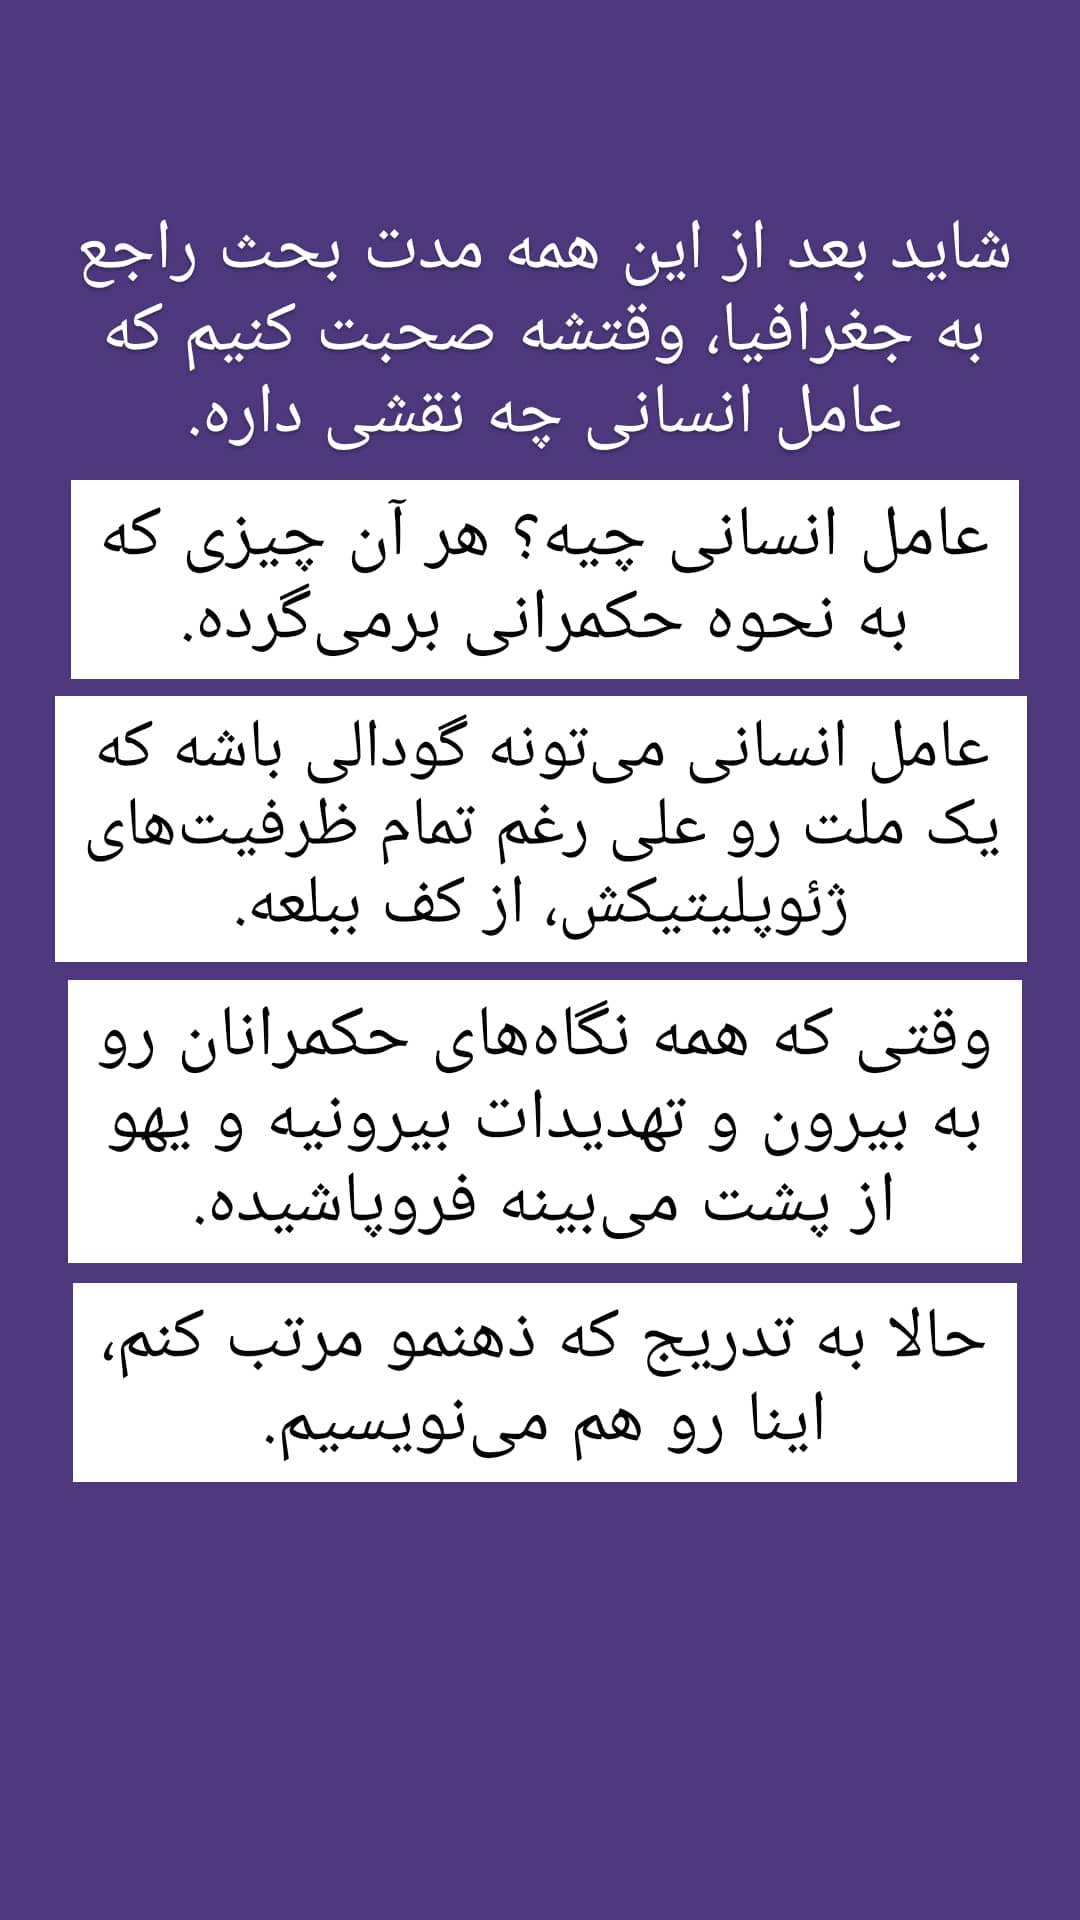 شاید بعد از این همه مدت بحث راجع
به جغرافیا، وقتشه صحبت کنیم که
عامل انسانی چه نقشی داره.
عامل انسانی چیه؟ هر آن چیزی که
به نحوه حکمرانی برمی‌گرده.
عامل انسانی می‌تونه گودالی باشه که
یک ملت رو علی رغم تمام ظرفیت‌های
ژئوپلیتیکش، از کف ببلعه.
وقتی که همه نگاه‌های حکمرانان رو
به بیرون و تهدیدات بیرونیه و یهو
از پشت می‌بینه فروپاشیده.
حالا به تدریج که ذهنمو مرتب کنم،
اینا رو هم می‌نویسیم.